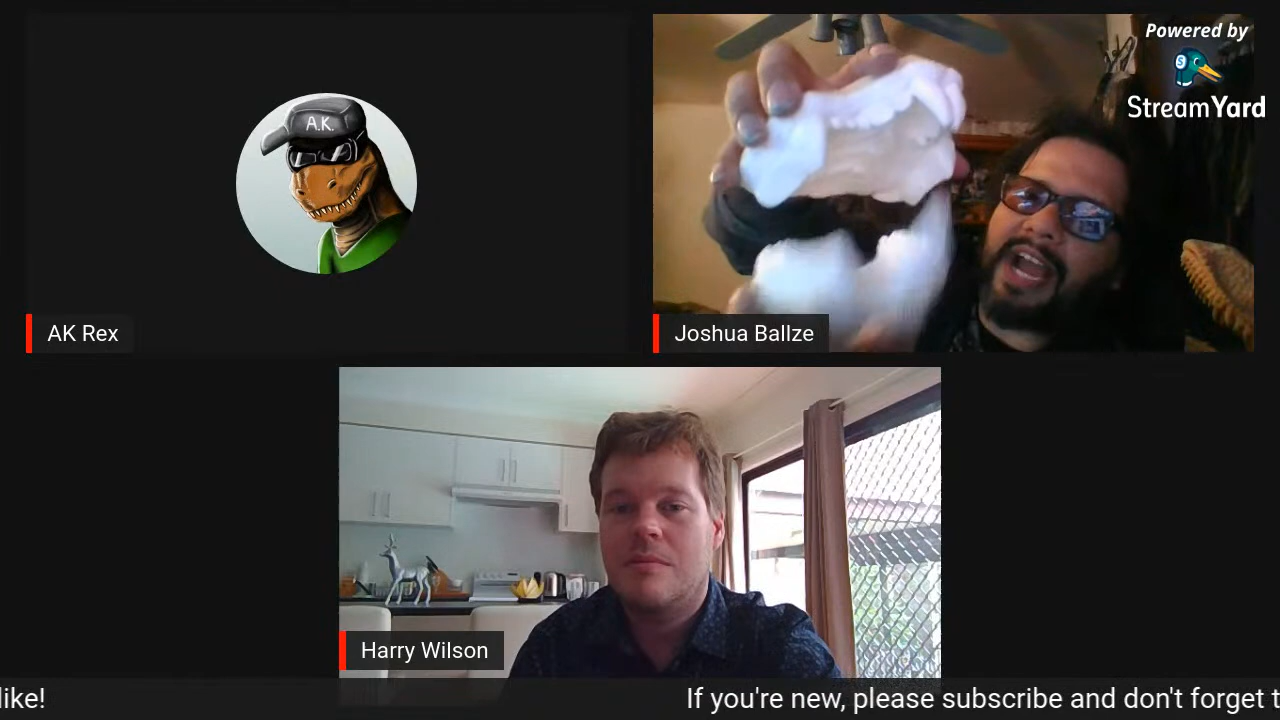 Powered by
StreamYard
A.K.
AK Rex
Joshua Ballze
Harry Wilson
like!
If you're new, please subscribe and don't forget t